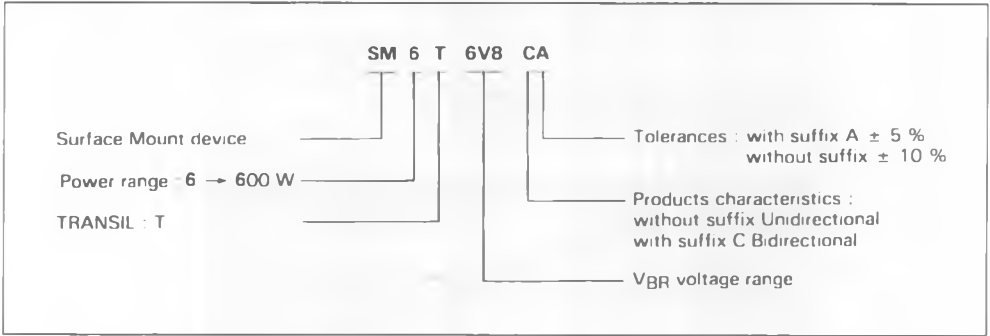 SM 6 T 6V8 CA
Surface Mount device
Power range 6 → 600 W
TRANSIL : T
Tolerances : with suffix A ± 5 %
without suffix ± 10 %
Products characteristics :
without suffix Unidirectional
with suffix C Bidirectional
VBR voltage range